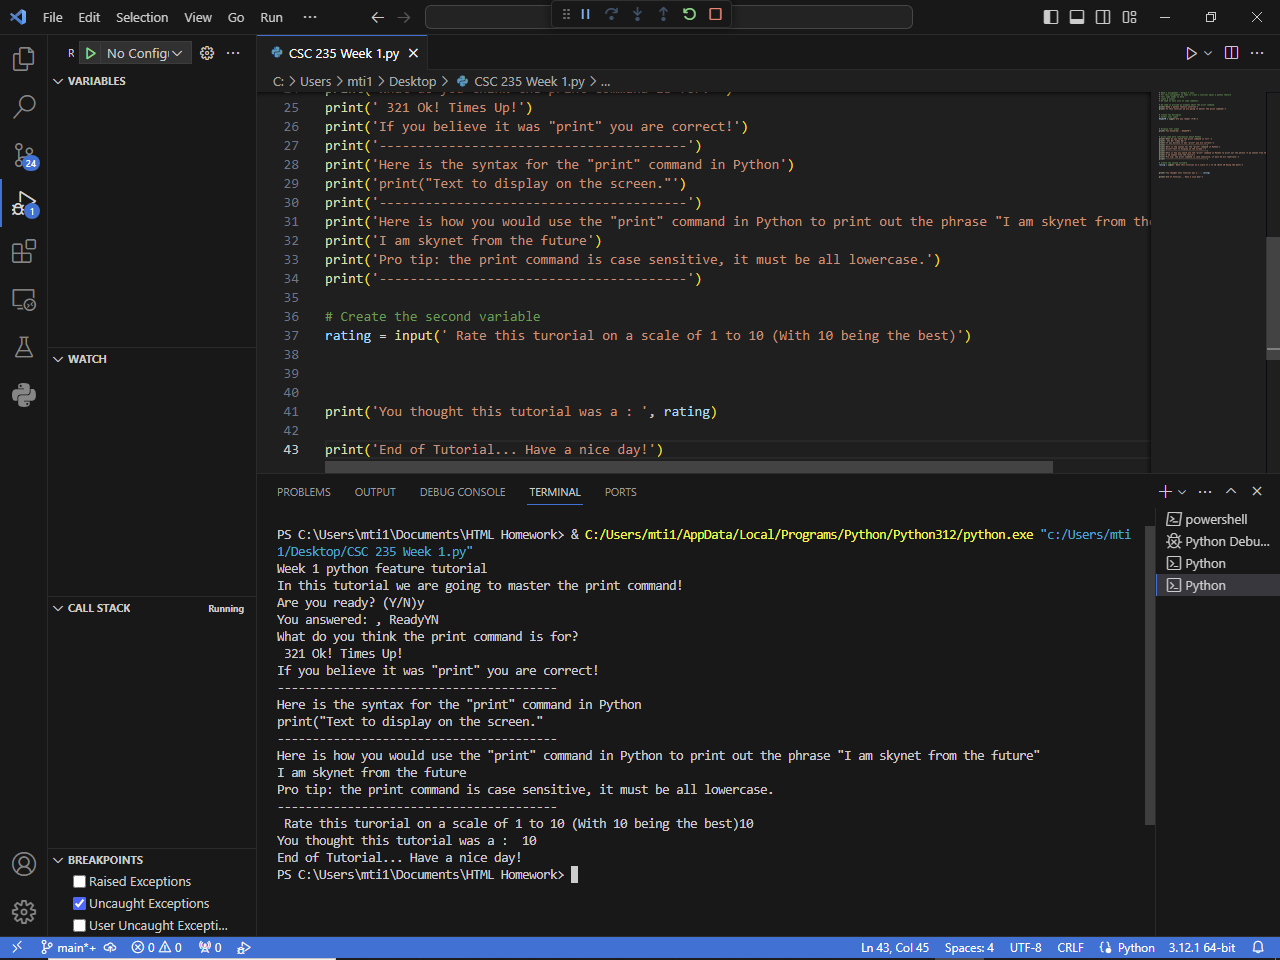 File Edit Selection View Go Run ···
R No Config
CSC 235 Week 1.py
VARIABLES
C: > Users > mti1 > Desktop > CSC 235 Week 1.py > ...
25 print(' 321 Ok! Times Up!')
26 print('If you believe it was "print" you are correct!')
27 print('----------------------------------------')
28 print('Here is the syntax for the "print" command in Python')
29 print('print("Text to display on the screen."')
30 print('----------------------------------------')
31 print('Here is how you would use the "print" command in Python to print out the phrase "I am skynet from the
32 print('I am skynet from the future')
33 print('Pro tip: the print command is case sensitive, it must be all lowercase.')
34 print('----------------------------------------')
35
36 # Create the second variable
37 rating = input(' Rate this turorial on a scale of 1 to 10 (With 10 being the best)')
38
39
40
41 print('You thought this tutorial was a : ', rating)
42
43 print('End of Tutorial... Have a nice day!')
24
1
WATCH
CALL STACK Running
BREAKPOINTS
Raised Exceptions
Uncaught Exceptions
User Uncaught Excepti...
PROBLEMS OUTPUT DEBUG CONSOLE TERMINAL PORTS
PS C:\Users\mti1\Documents\HTML Homework> & C:/Users/mti1/AppData/Local/Programs/Python/Python312/python.exe "c:/Users/mti
1/Desktop/CSC 235 Week 1.py"
Week 1 python feature tutorial
In this tutorial we are going to master the print command!
Are you ready? (Y/N)y
You answered: , ReadyYN
What do you think the print command is for?
 321 Ok! Times Up!
If you believe it was "print" you are correct!
----------------------------------------
Here is the syntax for the "print" command in Python
print("Text to display on the screen."
----------------------------------------
Here is how you would use the "print" command in Python to print out the phrase "I am skynet from the future"
I am skynet from the future
Pro tip: the print command is case sensitive, it must be all lowercase.
----------------------------------------
 Rate this turorial on a scale of 1 to 10 (With 10 being the best)10
You thought this tutorial was a :  10
End of Tutorial... Have a nice day!
PS C:\Users\mti1\Documents\HTML Homework>
powershell
Python Debu...
Python
Python
main*+ 0 0 0 Ln 43, Col 45 Spaces: 4 UTF-8 CRLF Python 3.12.1 64-bit